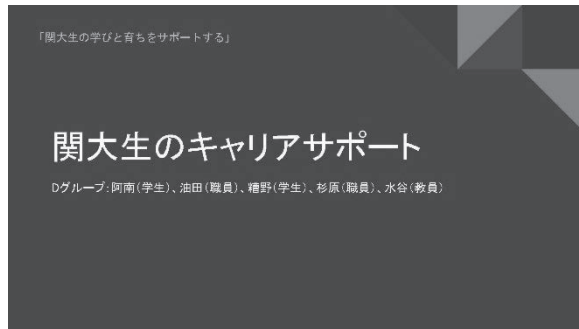 「関大生の学びと育ちをサポートする」
関大生のキャリアサポート
Dグループ:阿南(学生)、油田(職員)、糟野(学生)、杉原(職員)、水谷(教員)